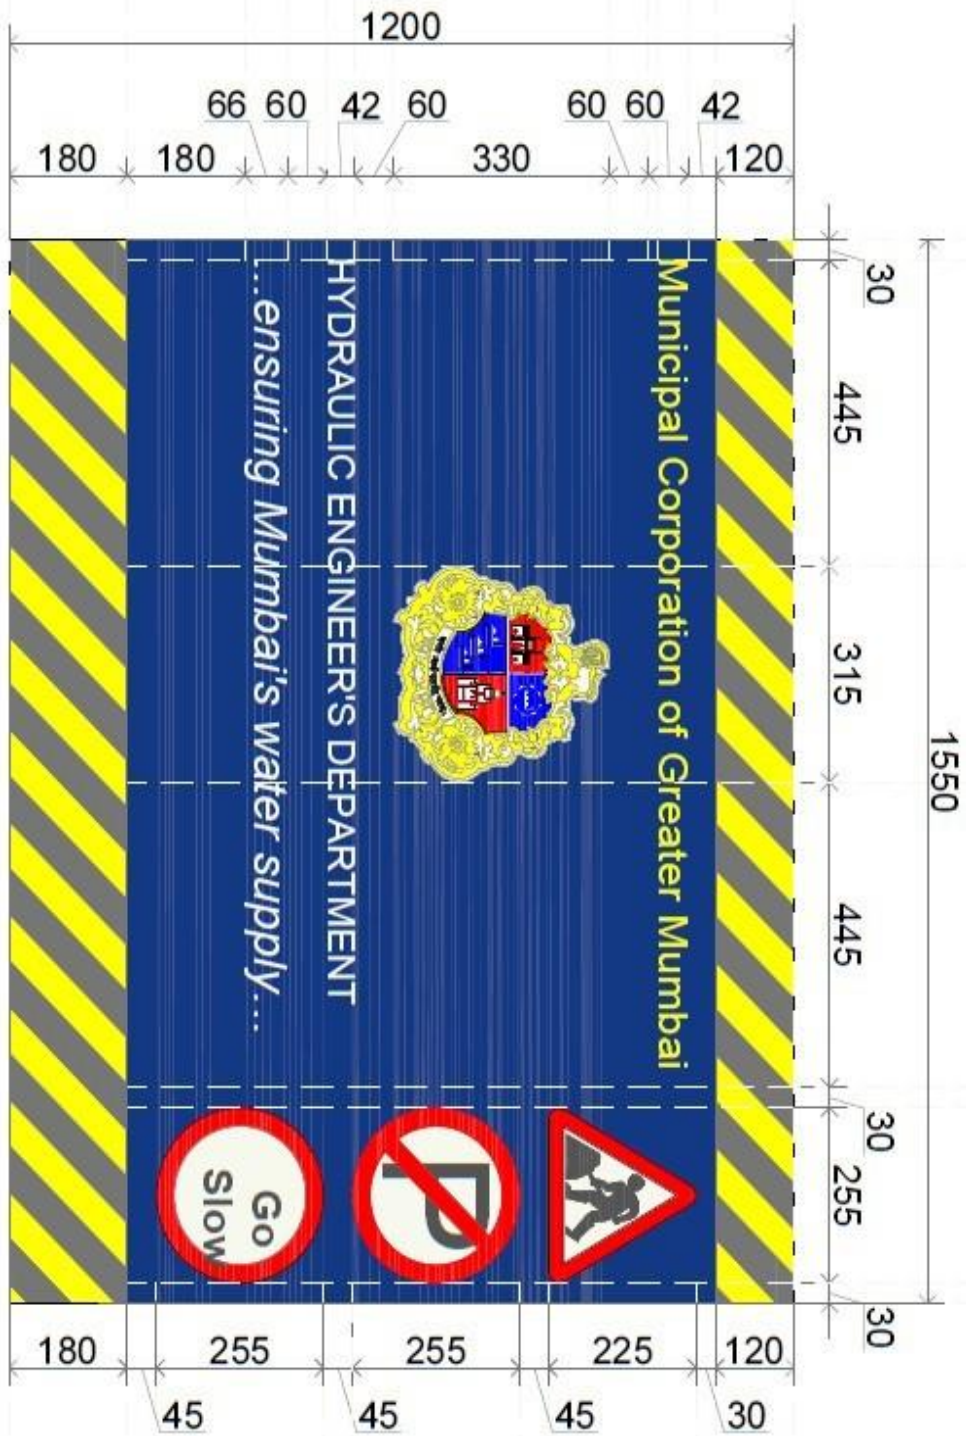 1200
66 60 42 60 60 60 42
180 180 330 120
30
445
315
1550
445
30
255
30
Municipal Corporation of Greater Mumbai
HYDRAULIC ENGINEER'S DEPARTMENT
...ensuring Mumbai's water supply...
P
Go
Slow
180 255 255 225 120
45 45 45 30